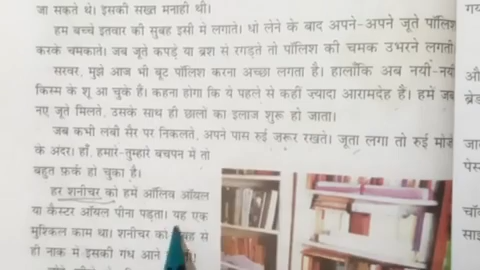 जा सकते थे। इसकी सख्त मनाही थी।
हम बच्चे इतवार की सुबह इसी में लगाते। धो लेने के बाद अपने-अपने जूते पॉलिश
करके चमकाते। जब जूते कपड़े या ब्रश से रगड़ते तो पॉलिश की चमक उभरने लगती
सरवर, मुझे आज भी बूट पॉलिश करना अच्छा लगता है। हालाँकि अब नयी-नयी
किस्म के शू आ चुके हैं। कहना होगा कि ये पहले से कहीं ज़्यादा आरामदेह हैं। हमें जब
नए जूते मिलते, उसके साथ ही छालों का इलाज शुरू हो जाता।
जब कभी लंबी सैर पर निकलते, अपने पास रुई ज़रूर रखते। जूता लगा तो रुई मोजे
के अंदर। हाँ, हमारे-तुम्हारे बचपन में तो
बहुत फ़र्क हो चुका है।
हर शनीचर को हमें ऑलिव ऑयल
या कैस्टर ऑयल पीना पड़ता। यह एक
मुश्किल काम था। शनीचर को सुबह से
ही नाक में इसकी गंध आने
गय
औ
ब्रेड
जा
पेस
चॉ
साइ